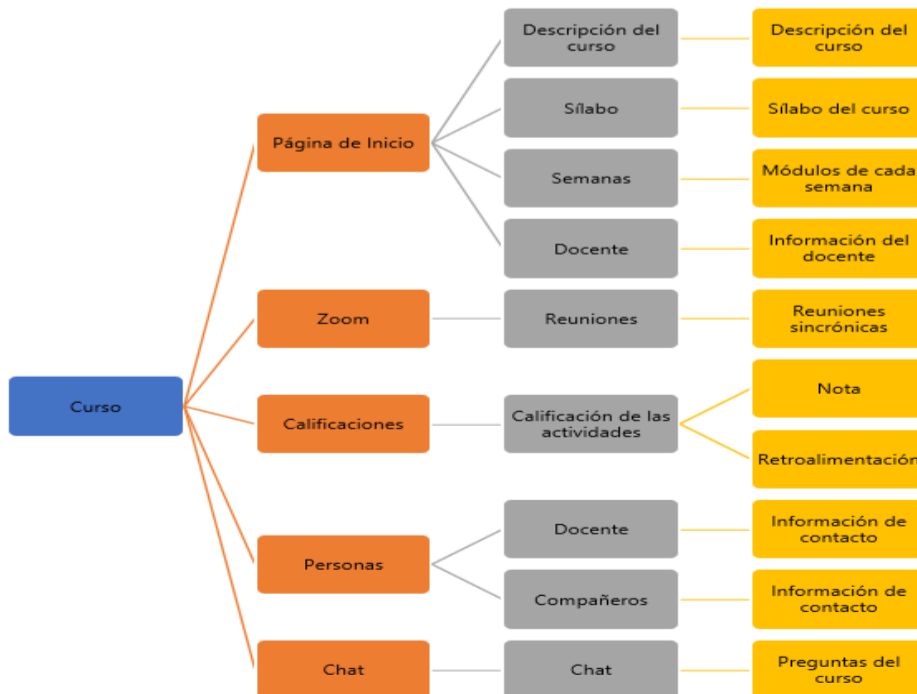 Descripción del
curso
Descripción del
curso
Sílabo
Sílabo del curso
Página de Inicio
Semanas
Módulos de cada
semana
Docente
Información del
docente
Zoom
Reuniones
Reuniones
sincrónicas
Curso
Calificaciones
Calificación de las
actividades
Nota
Retroalimentación
Personas
Docente
Información de
contacto
Compañeros
Información de
contacto
Chat
Chat
Preguntas del
curso